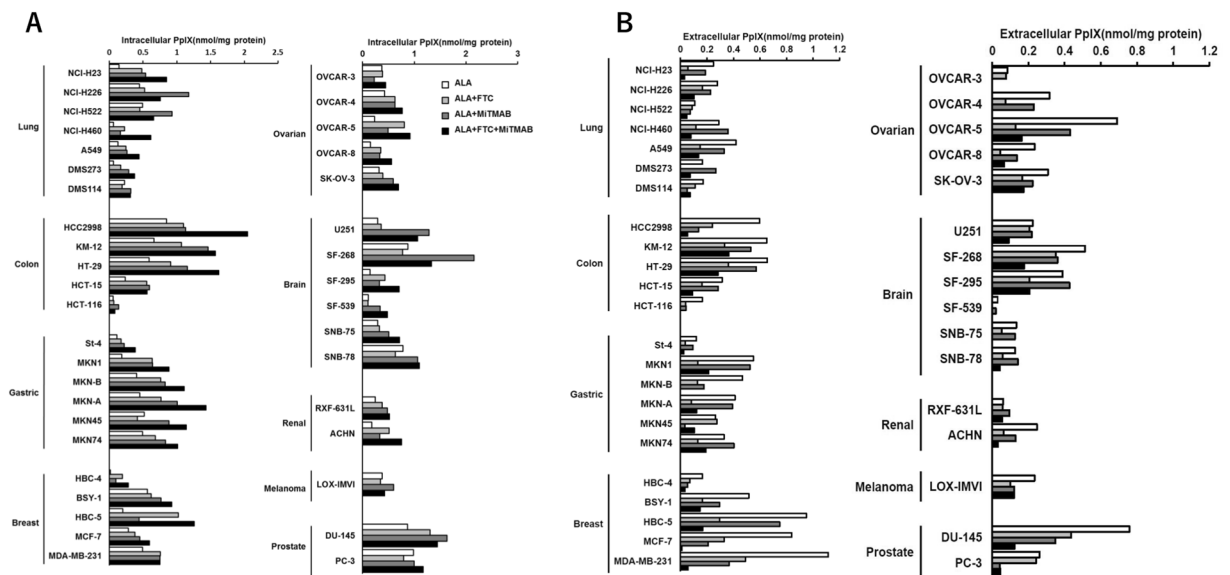 A
Intracellular PpIX(nmol/mg protein)
0 0.5 1 1.5 2 2.5
Lung
NCI-H23
NCI-H226
NCI-H522
NCI-H460
A549
DMS273
DMS114
Colon
HCC2998
KM-12
HT-29
HCT-15
HCT-116
Gastric
St-4
MKN1
MKN-B
MKN-A
MKN45
MKN74
Breast
HBC-4
BSY-1
HBC-5
MCF-7
MDA-MB-231
Intracellular PpIX(nmol/mg protein)
0 1 2 3
ALA
ALA+FTC
ALA+MiTMAB
ALA+FTC+MiTMAB
Ovarian
OVCAR-3
OVCAR-4
OVCAR-5
OVCAR-8
SK-OV-3
Brain
U251
SF-268
SF-295
SF-539
SNB-75
SNB-78
Renal
RXF-631L
ACHN
Melanoma
LOX-IMVI
Prostate
DU-145
PC-3
B
Extracellular PpIX(nmol/mg protein)
0 0.2 0.4 0.6 0.8 1 1.2
Lung
NCI-H23
NCI-H226
NCI-H522
NCI-H460
A549
DMS273
DMS114
Colon
HCC2998
KM-12
HT-29
HCT-15
HCT-116
Gastric
St-4
MKN1
MKN-B
MKN-A
MKN45
MKN74
Breast
HBC-4
BSY-1
HBC-5
MCF-7
MDA-MB-231
Extracellular PpIX(nmol/mg protein)
0 0.2 0.4 0.6 0.8 1 1.2
Ovarian
OVCAR-3
OVCAR-4
OVCAR-5
OVCAR-8
SK-OV-3
Brain
U251
SF-268
SF-295
SF-539
SNB-75
SNB-78
Renal
RXF-631L
ACHN
Melanoma
LOX-IMVI
Prostate
DU-145
PC-3